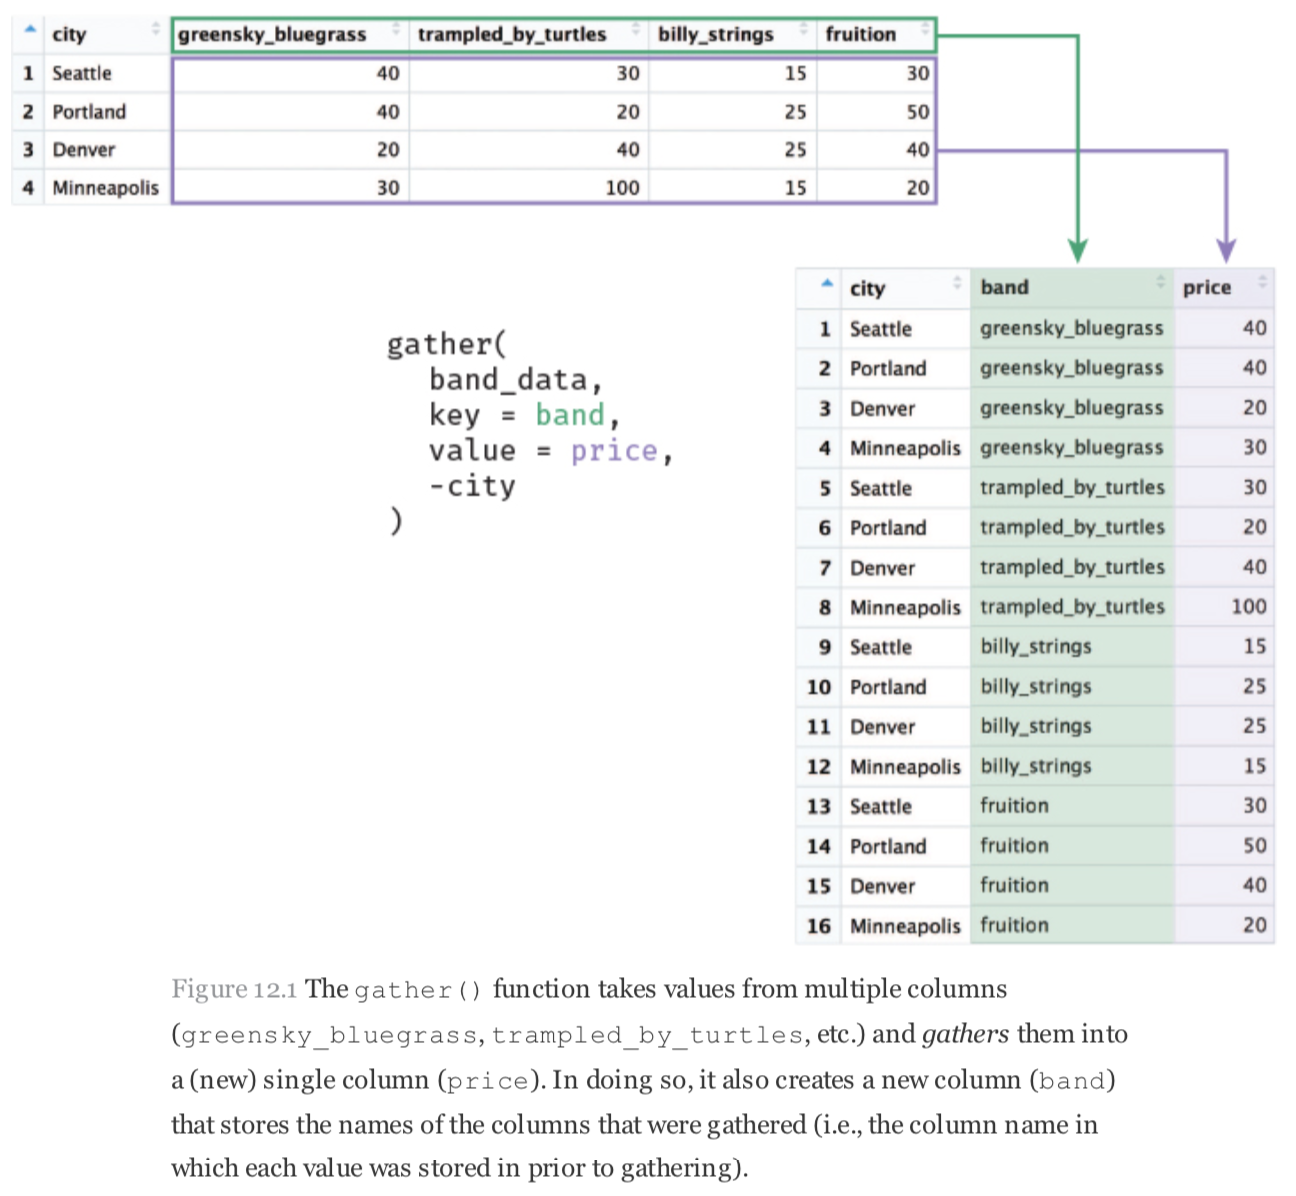 city greensky_bluegrass trampled_by_turtles billy_strings fruition
1 Seattle 40 30 15 30
2 Portland 40 20 25 50
3 Denver 20 40 25 40
4 Minneapolis 30 100 15 20
gather(
band_data,
key = band,
value = price,
-city
)
city band price
1 Seattle greensky_bluegrass 40
2 Portland greensky_bluegrass 40
3 Denver greensky_bluegrass 20
4 Minneapolis greensky_bluegrass 30
5 Seattle trampled_by_turtles 30
6 Portland trampled_by_turtles 20
7 Denver trampled_by_turtles 40
8 Minneapolis trampled_by_turtles 100
9 Seattle billy_strings 15
10 Portland billy_strings 25
11 Denver billy_strings 25
12 Minneapolis billy_strings 15
13 Seattle fruition 30
14 Portland fruition 50
15 Denver fruition 40
16 Minneapolis fruition 20
Figure 12.1 The gather() function takes values from multiple columns
(greensky_bluegrass, trampled_by_turtles, etc.) and gathers them into
a (new) single column (price). In doing so, it also creates a new column (band)
that stores the names of the columns that were gathered (i.e., the column name in
which each value was stored in prior to gathering).